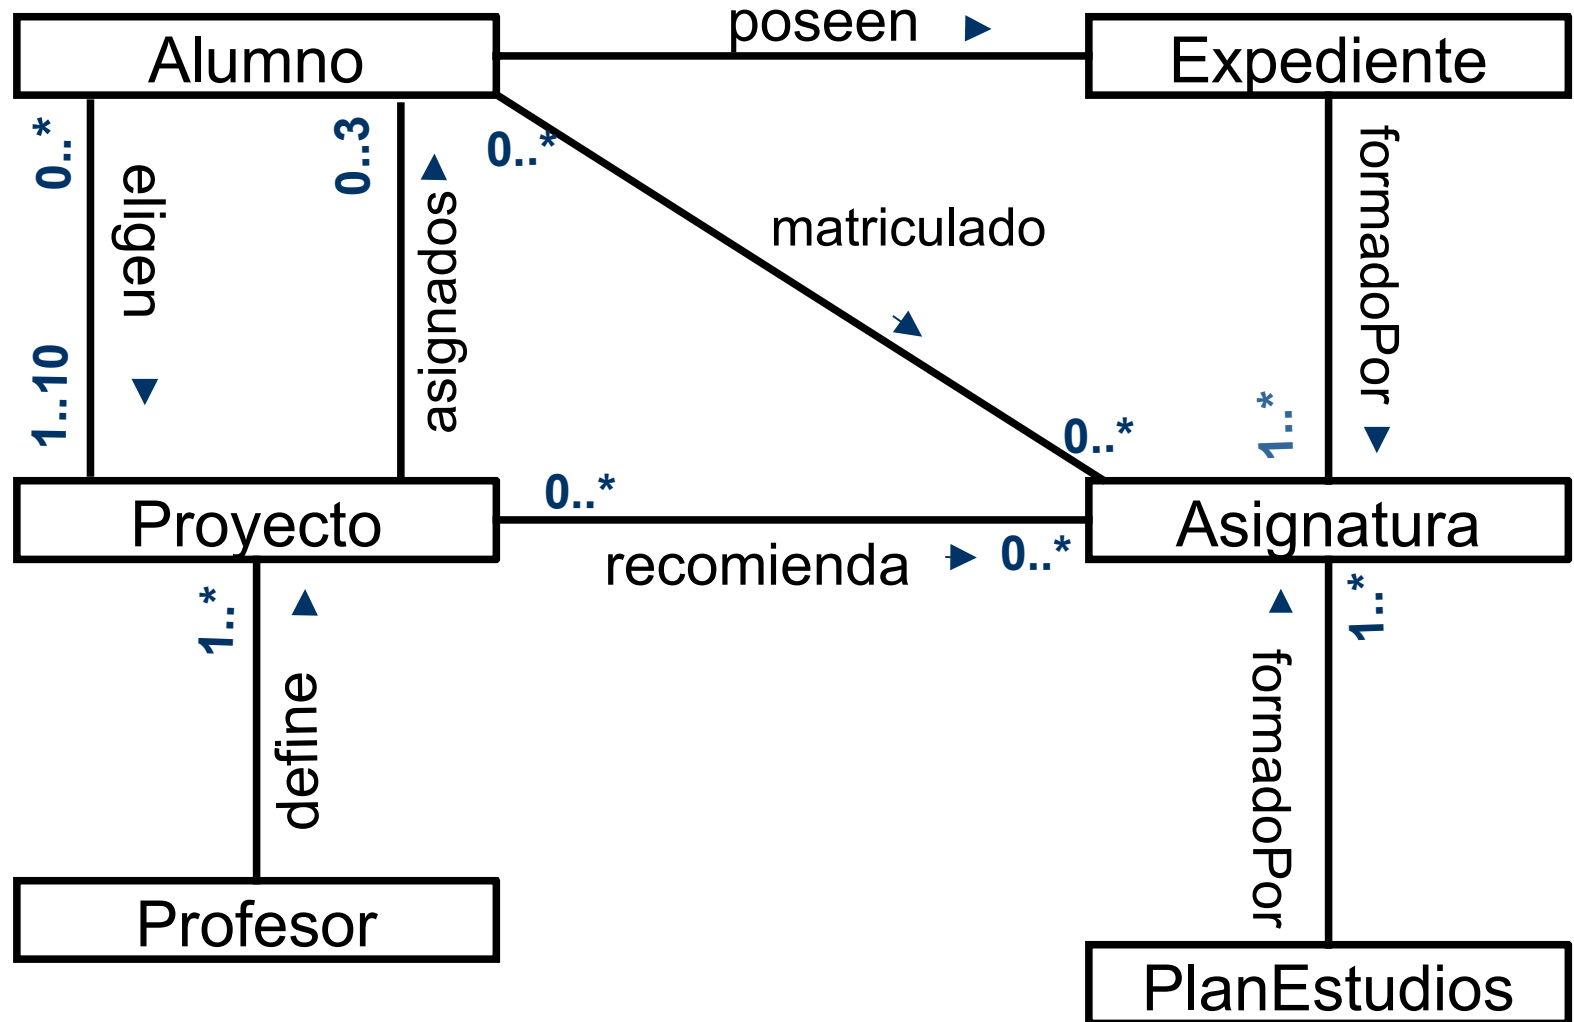 poseen
Alumno
Expediente
0..*
0..3
0..*
eligen
asignados
matriculado
formadoPor
1..10
0..*
1..*
Proyecto
0..*
Asignatura
recomienda
0..*
1..*
1..*
define
formadoPor
Profesor
PlanEstudios